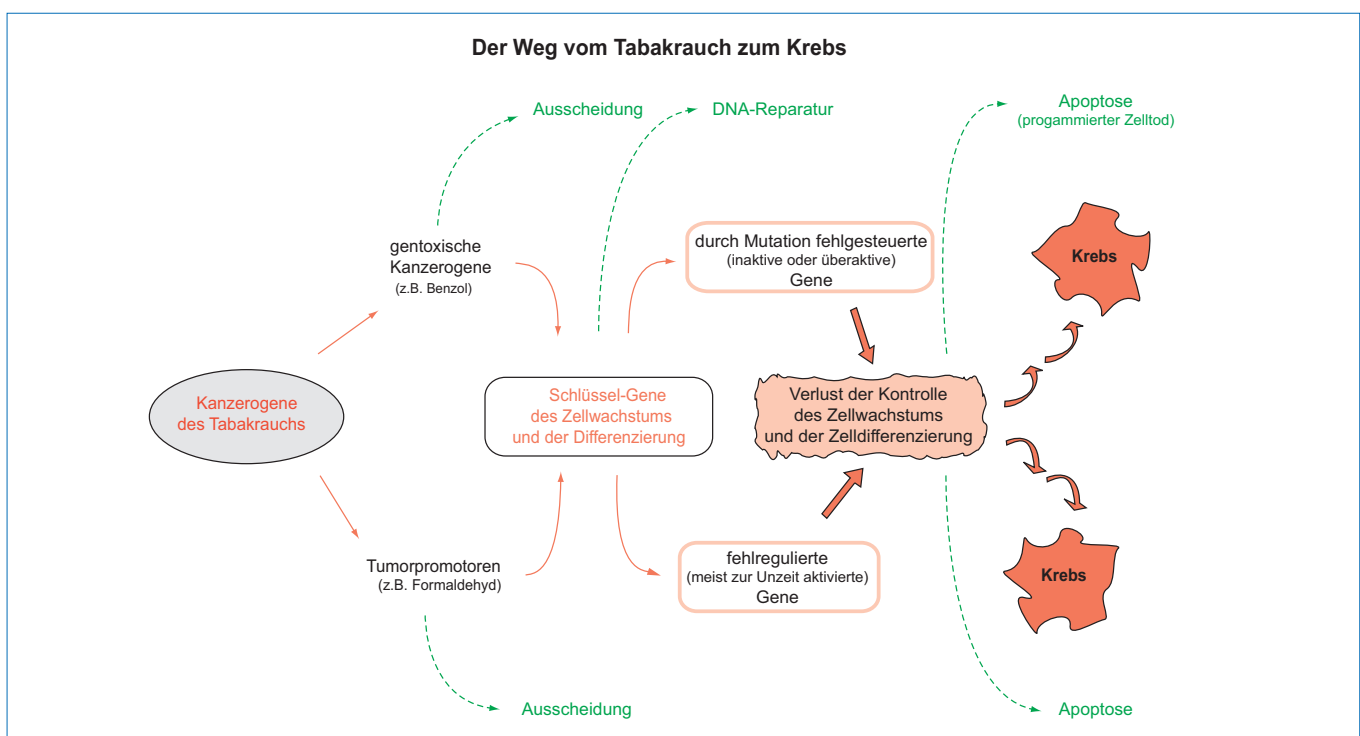 Der Weg vom Tabakrauch zum Krebs
Ausscheidung
DNA-Reparatur
Apoptose
(progammierter Zelltod)
gentoxische
Kanzerogene
(z.B. Benzol)
durch Mutation fehlgesteuerte
(inaktive oder überaktive)
Gene
Krebs
Kanzerogene
des Tabakrauchs
Schlüssel-Gene
des Zellwachstums
und der Differenzierung
Verlust der Kontrolle
des Zellwachstums
und der Zelldifferenzierung
Tumorpromotoren
(z.B. Formaldehyd)
fehlregulierte
(meist zur Unzeit aktivierte)
Gene
Krebs
Ausscheidung
Apoptose